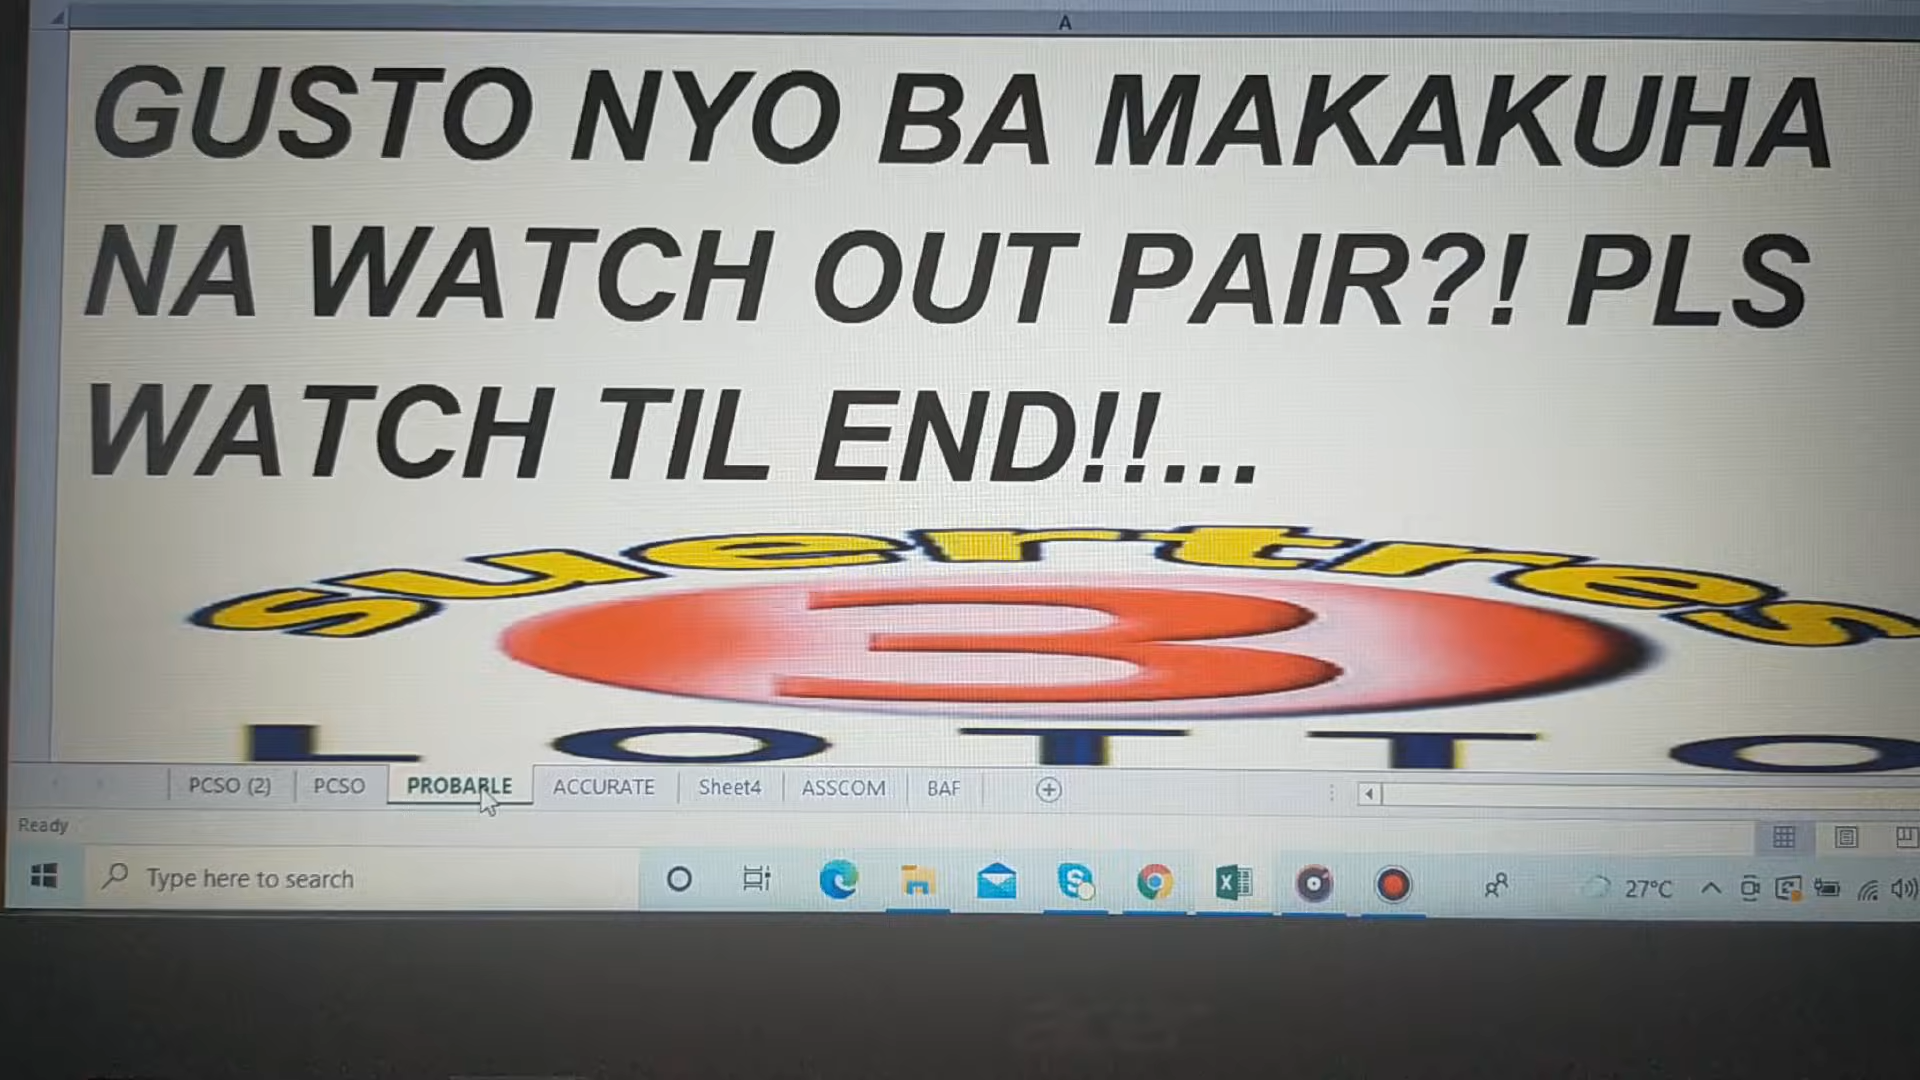 A
GUSTO NYO BA MAKAKUHA
NA WATCH OUT PAIR?! PLS
WATCH TIL END!!...
suertres
3
LOTTO
PCSO (2) PCSO PROBABLE ACCURATE Sheet4 ASSCOM BAF
Ready
Type here to search
27°C